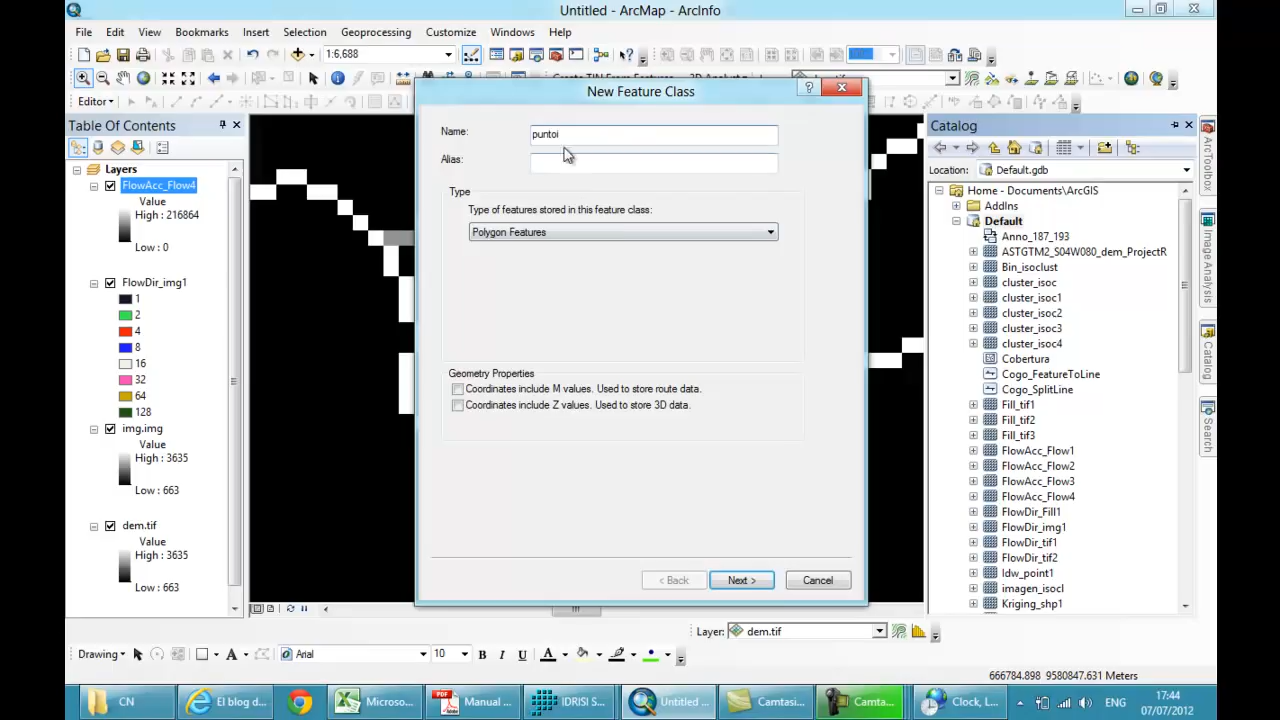 Untitled - ArcMap - ArcInfo
File Edit View Bookmarks Insert Selection Geoprocessing Customize Windows Help
1:6.688
Editor
Table Of Contents
Layers
FlowAcc_Flow4
Value
High : 216864
Low : 0
FlowDir_img1
1
2
4
8
16
32
64
128
img.img
Value
High : 3635
Low : 663
dem.tif
Value
High : 3635
Low : 663
New Feature Class
Name: puntoi
Alias:
Type
Type of features stored in this feature class:
Polygon Features
Geometry Properties
Coordinates include M values. Used to store route data.
Coordinates include Z values. Used to store 3D data.
< Back Next > Cancel
Catalog
Location: Default.gdb
Home - Documents\ArcGIS
AddIns
Default
Anno_187_193
ASTGTM2_S04W080_dem_ProjectR
Bin_isoclust
cluster_isoc
cluster_isoc1
cluster_isoc2
cluster_isoc3
cluster_isoc4
Cobertura
Cogo_FeatureToLine
Cogo_SplitLine
Fill_tif1
Fill_tif2
Fill_tif3
FlowAcc_Flow1
FlowAcc_Flow2
FlowAcc_Flow3
FlowAcc_Flow4
FlowDir_Fill1
FlowDir_img1
FlowDir_tif1
FlowDir_tif2
Idw_point1
imagen_isocl
Kriging_shp1
ArcToolbox
Image Analysis
Catalog
Search
Layer: dem.tif
Drawing Arial 10 B I U A
666784.898 9580847.631 Meters
CN El blog d... Microso... Manual ... IDRISI S... Untitled ... Camtasi... Camta... Clock, L... ENG 17:44
07/07/2012